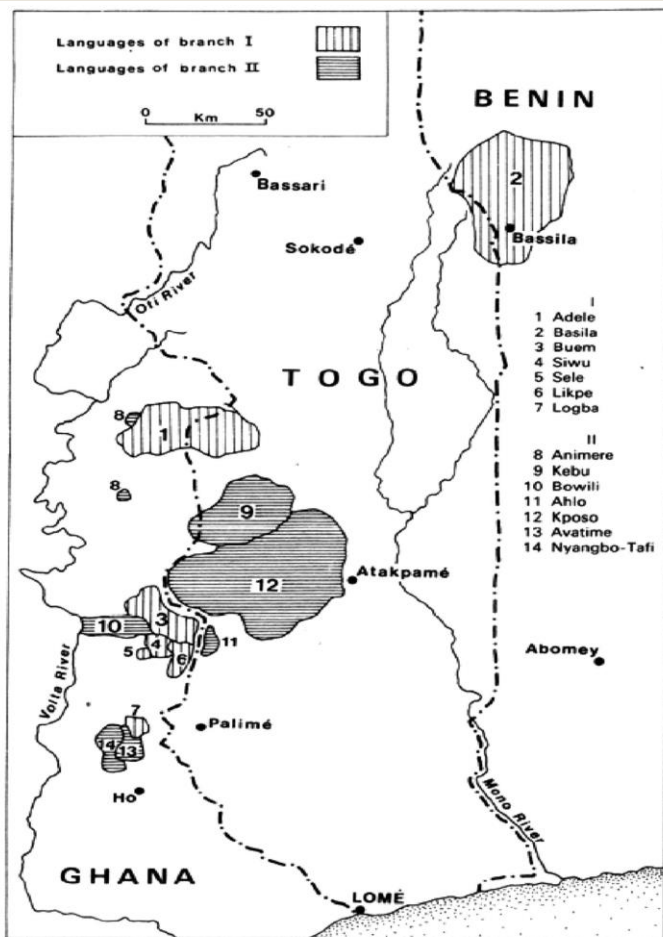 Languages of branch I
Languages of branch II
0 50
Km
BENIN
2
Bassari
Bassila
Sokodé
Oti River
TOGO
I
1 Adele
2 Basila
3 Buem
4 Siwu
5 Sele
6 Likpe
7 Logba
II
8 Animere
9 Kebu
10 Bowili
11 Ahlo
12 Kposo
13 Avatime
14 Nyangbo-Tafi
8
1
8
9
12
Atakpamé
3
10
4
5
6
11
Abomey
Volta River
7
14
13
Palimé
Ho
Mono River
GHANA
LOMÉ